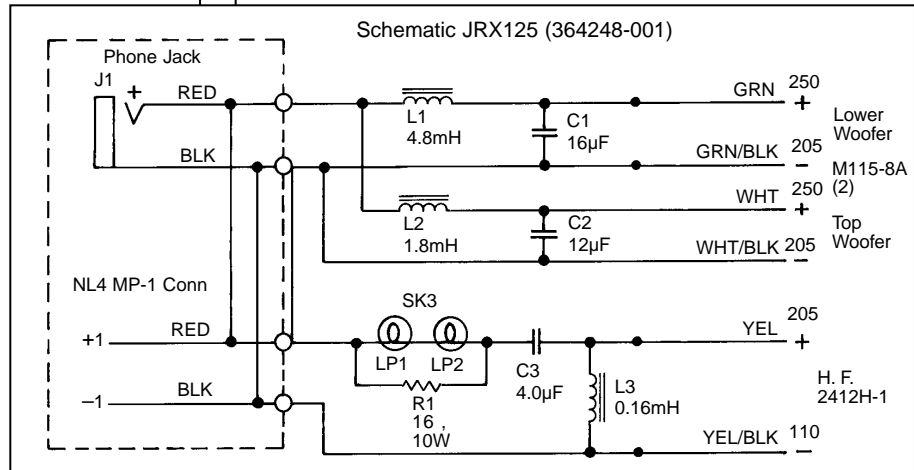 Schematic JRX125 (364248-001)
Phone Jack
J1
+
RED
BLK
L1
4.8mH
C1
16µF
GRN
250
+
Lower
Woofer
GRN/BLK
205
-
M115-8A
(2)
WHT
250
+
L2
1.8mH
C2
12µF
Top
Woofer
WHT/BLK
205
-
NL4 MP-1 Conn
+1
RED
-1
BLK
SK3
LP1
LP2
R1
16 ,
10W
C3
4.0µF
L3
0.16mH
YEL
205
+
H. F.
2412H-1
YEL/BLK
110
-